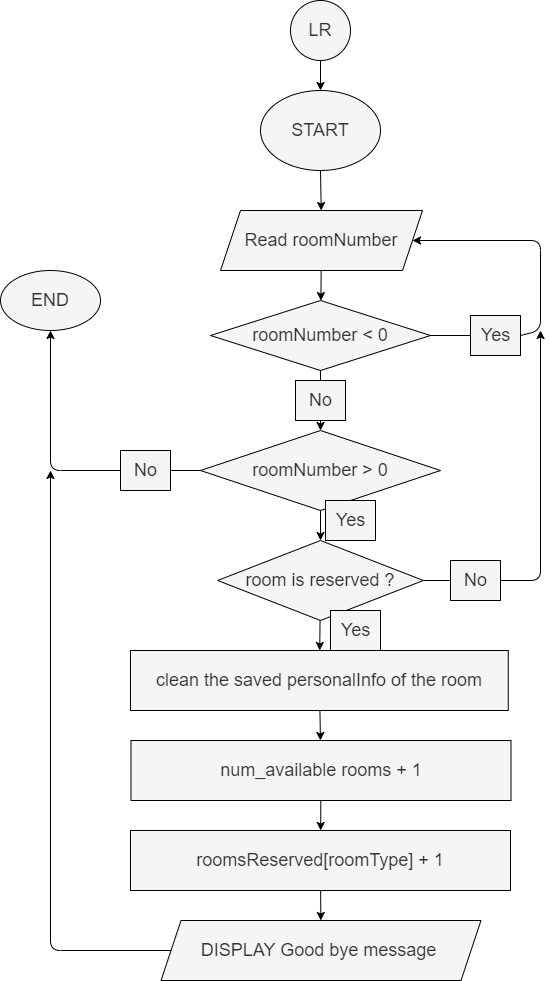 LR
START
Read roomNumber
END
roomNumber < 0
Yes
No
roomNumber > 0
No
Yes
room is reserved ?
No
Yes
clean the saved personalInfo of the room
num_available rooms + 1
roomsReserved[roomType] + 1
DISPLAY Good bye message